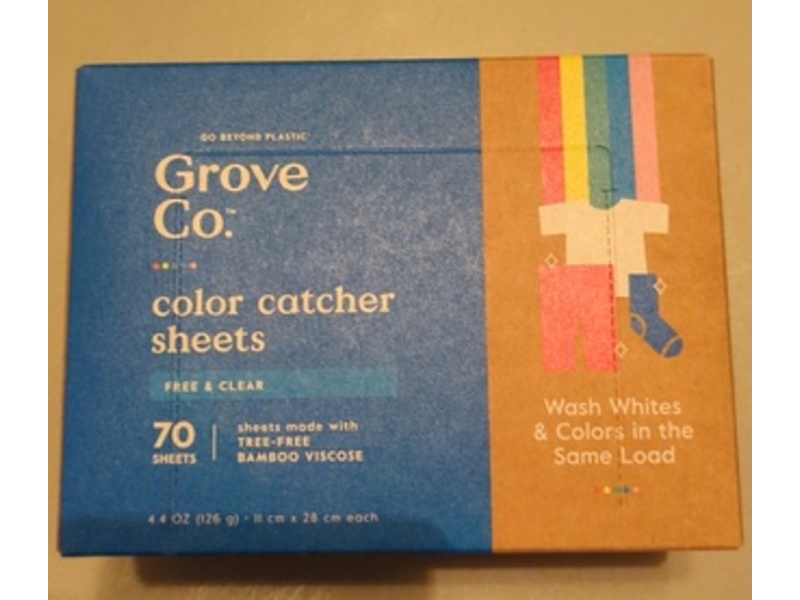 GO BEYOND PLASTIC
Grove
Co.™
color catcher
sheets
FREE & CLEAR
70
SHEETS
sheets made with
TREE-FREE
BAMBOO VISCOSE
4.4 OZ (126 g) • 11 cm x 28 cm each
Wash Whites
& Colors in the
Same Load